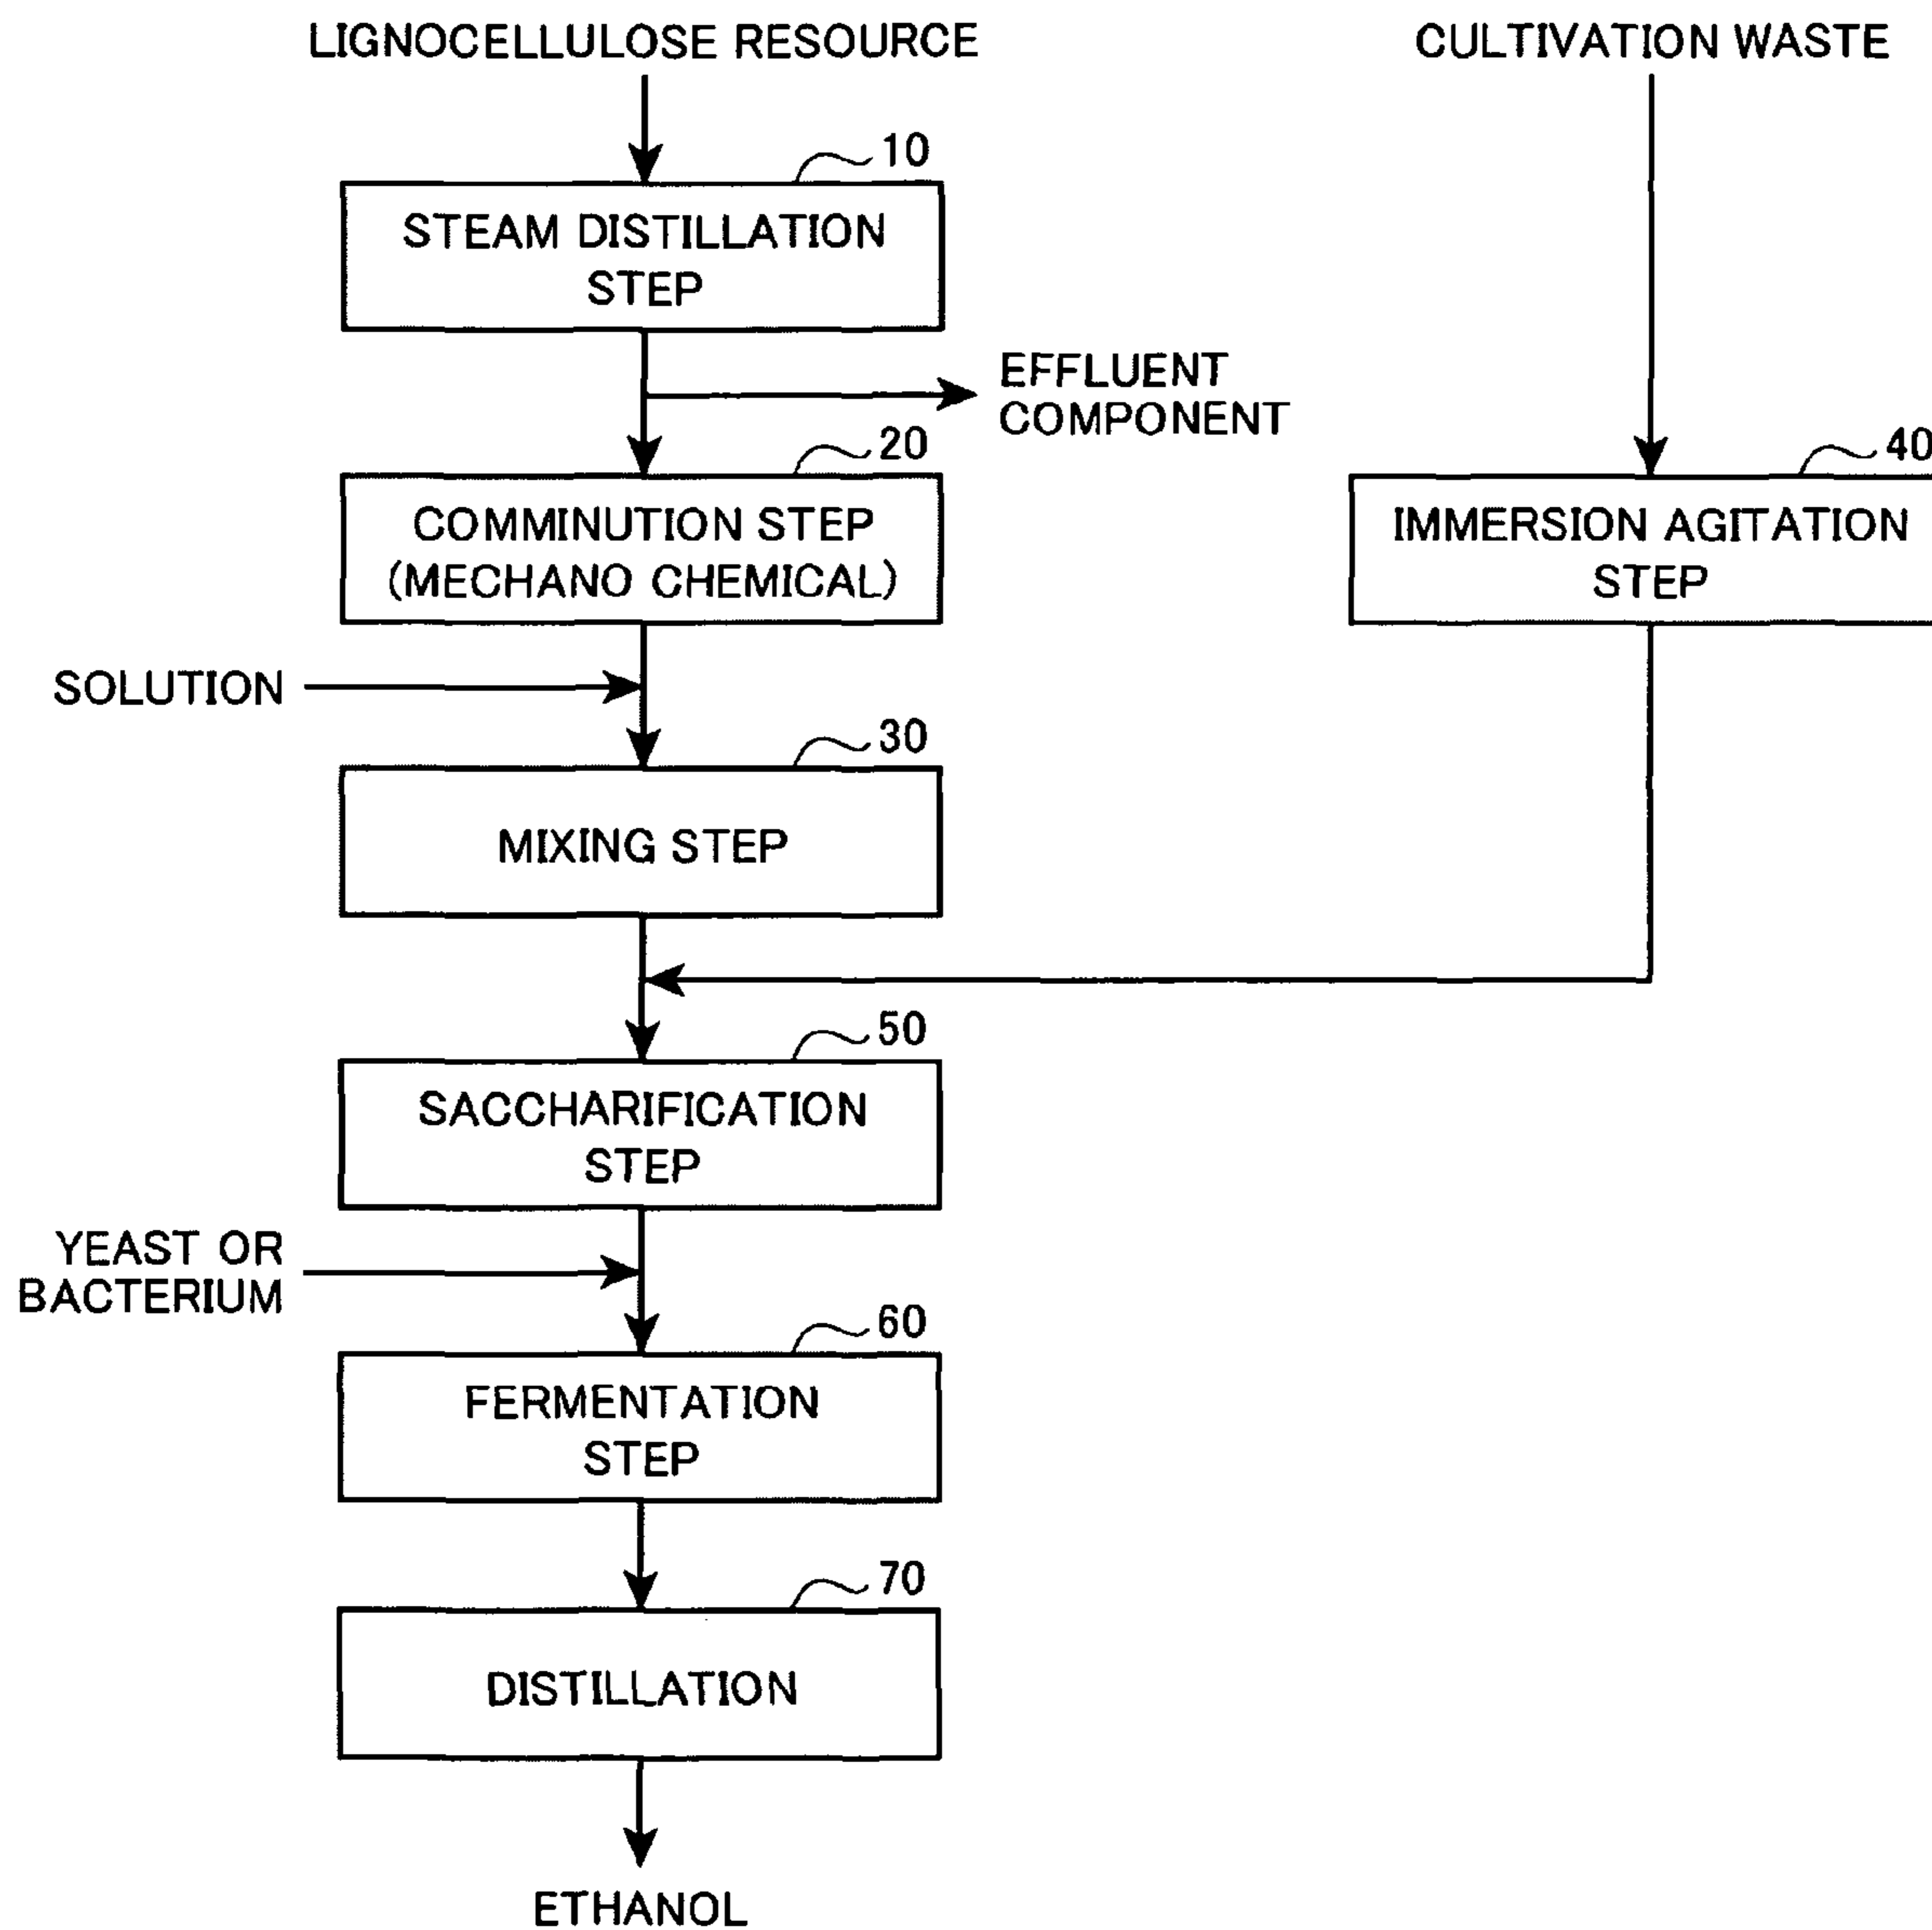 LIGNOCELLULOSE RESOURCE
CULTIVATION WASTE
10
STEAM DISTILLATION
STEP
EFFLUENT
COMPONENT
20
COMMINUTION STEP
(MECHANO CHEMICAL)
40
IMMERSION AGITATION
STEP
SOLUTION
30
MIXING STEP
50
SACCHARIFICATION
STEP
YEAST OR
BACTERIUM
60
FERMENTATION
STEP
70
DISTILLATION
ETHANOL